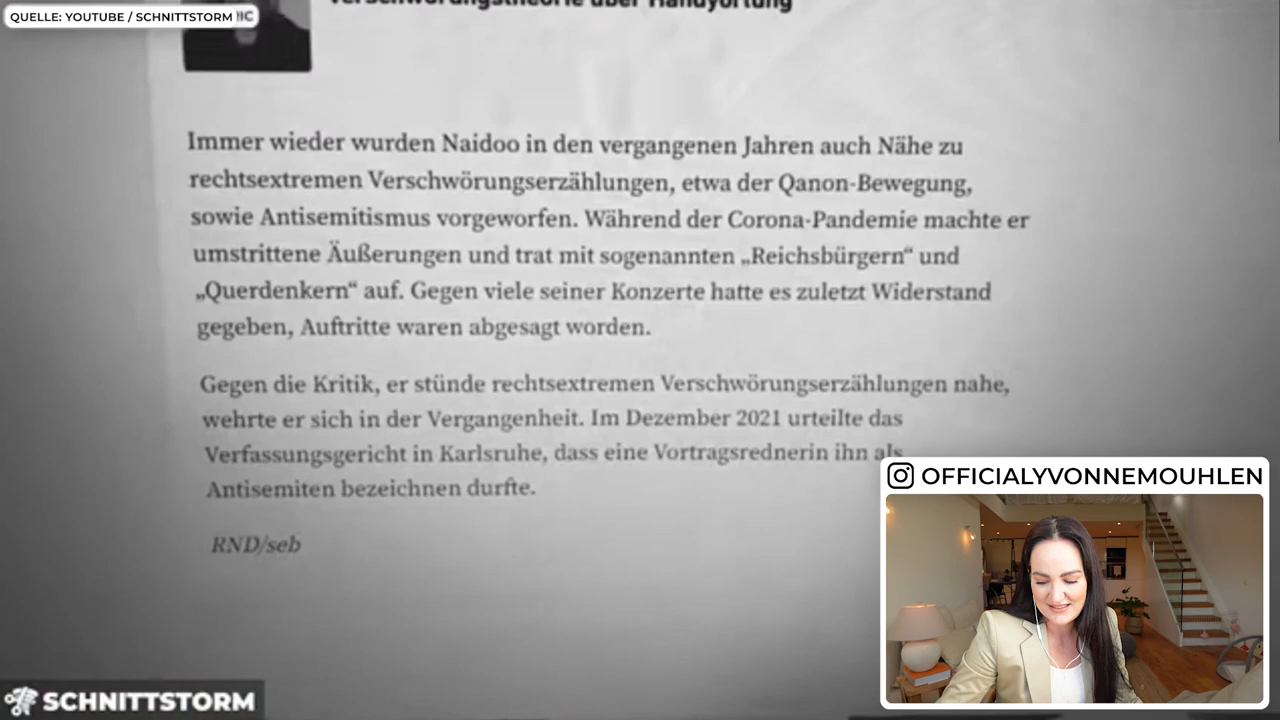 QUELLE: YOUTUBE / SCHNITTSTORM
Verschwörungstheorie über Handyortung
Immer wieder wurden Naidoo in den vergangenen Jahren auch Nähe zu
rechtsextremen Verschwörungserzählungen, etwa der Qanon-Bewegung,
sowie Antisemitismus vorgeworfen. Während der Corona-Pandemie machte er
umstrittene Äußerungen und trat mit sogenannten „Reichsbürgern“ und
„Querdenkern“ auf. Gegen viele seiner Konzerte hatte es zuletzt Widerstand
gegeben, Auftritte waren abgesagt worden.
Gegen die Kritik, er stünde rechtsextremen Verschwörungserzählungen nahe,
wehrte er sich in der Vergangenheit. Im Dezember 2021 urteilte das
Verfassungsgericht in Karlsruhe, dass eine Vortragsrednerin ihn als
Antisemiten bezeichnen durfte.
RND/seb
OFFICIALYVONNEMOUHLEN
SCHNITTSTORM